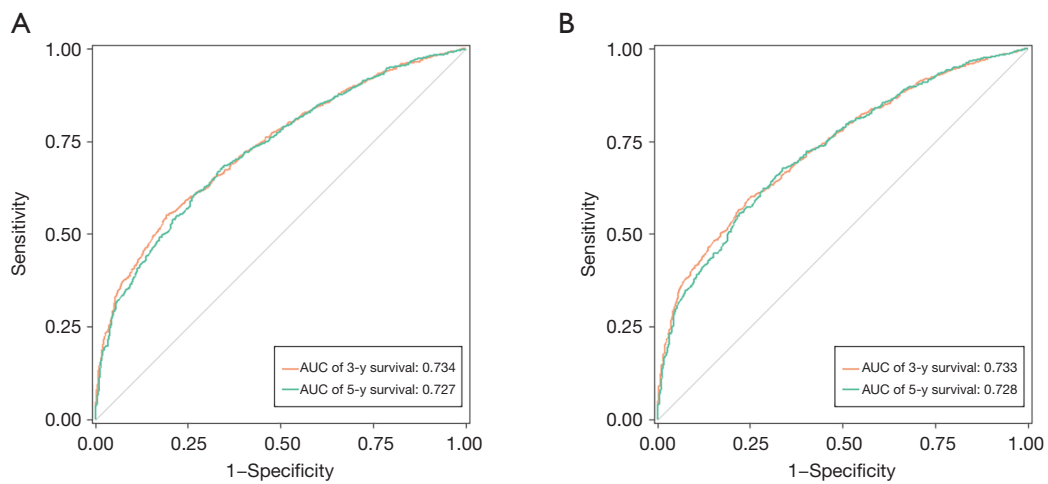 A
1.00
0.75
0.50
0.25
0.00
Sensitivity
AUC of 3-y survival: 0.734
AUC of 5-y survival: 0.727
0.00 0.25 0.50 0.75 1.00
1–Specificity
B
1.00
0.75
0.50
0.25
0.00
Sensitivity
AUC of 3-y survival: 0.733
AUC of 5-y survival: 0.728
0.00 0.25 0.50 0.75 1.00
1–Specificity